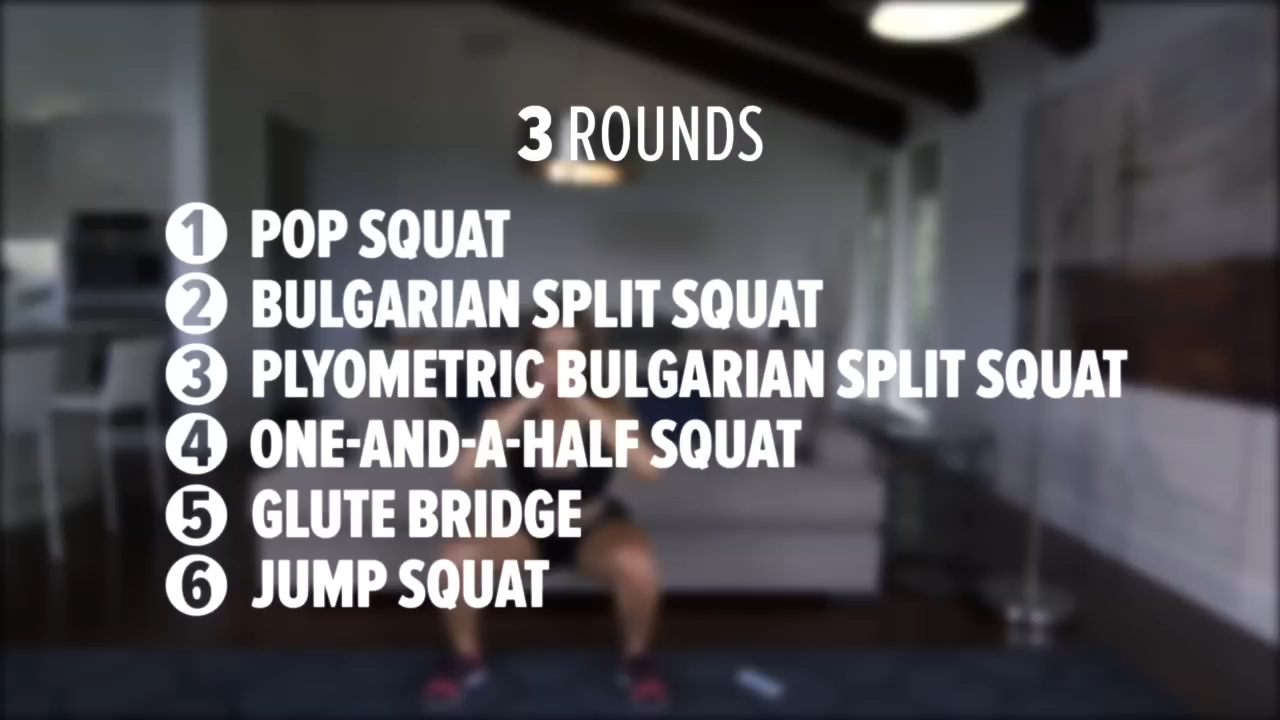 3 ROUNDS
1 POP SQUAT
2 BULGARIAN SPLIT SQUAT
3 PLYOMETRIC BULGARIAN SPLIT SQUAT
4 ONE-AND-A-HALF SQUAT
5 GLUTE BRIDGE
6 JUMP SQUAT